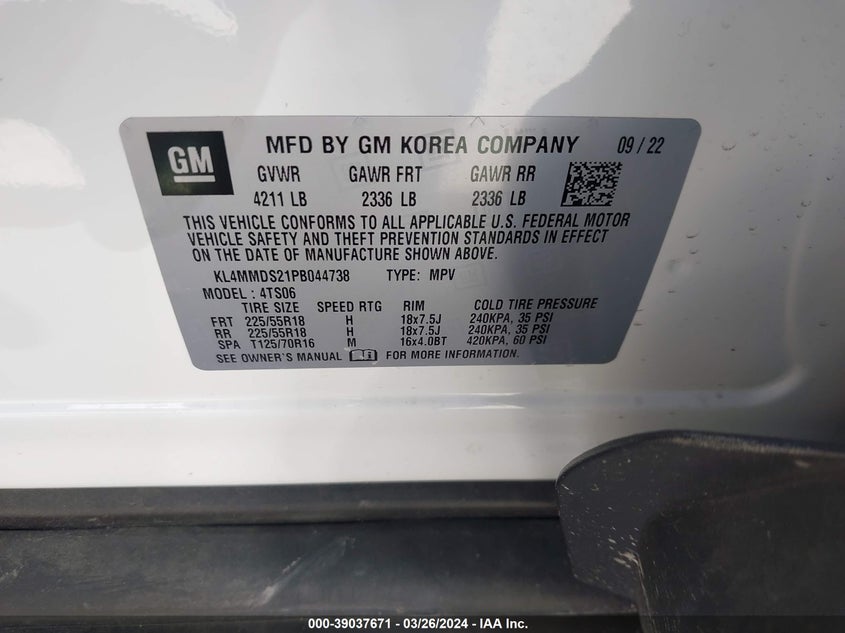 GM
MFD BY GM KOREA COMPANY 09 / 22
GVWR GAWR FRT GAWR RR
4211 LB 2336 LB 2336 LB
THIS VEHICLE CONFORMS TO ALL APPLICABLE U.S. FEDERAL MOTOR
VEHICLE SAFETY AND THEFT PREVENTION STANDARDS IN EFFECT
ON THE DATE OF MANUFACTURE SHOWN ABOVE.
KL4MMDS21PB044738 TYPE: MPV
MODEL : 4TS06
TIRE SIZE SPEED RTG RIM COLD TIRE PRESSURE
FRT 225/55R18 H 18x7.5J 240KPA, 35 PSI
RR 225/55R18 H 18x7.5J 240KPA, 35 PSI
SPA T125/70R16 M 16x4.0BT 420KPA, 60 PSI
SEE OWNER'S MANUAL FOR MORE INFORMATION.
000-39037671 - 03/26/2024 - IAA Inc.